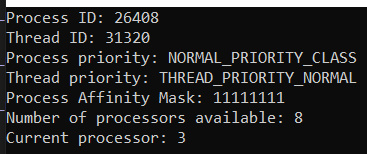 Process ID: 26408
Thread ID: 31320
Process priority: NORMAL_PRIORITY_CLASS
Thread priority: THREAD_PRIORITY_NORMAL
Process Affinity Mask: 11111111
Number of processors available: 8
Current processor: 3